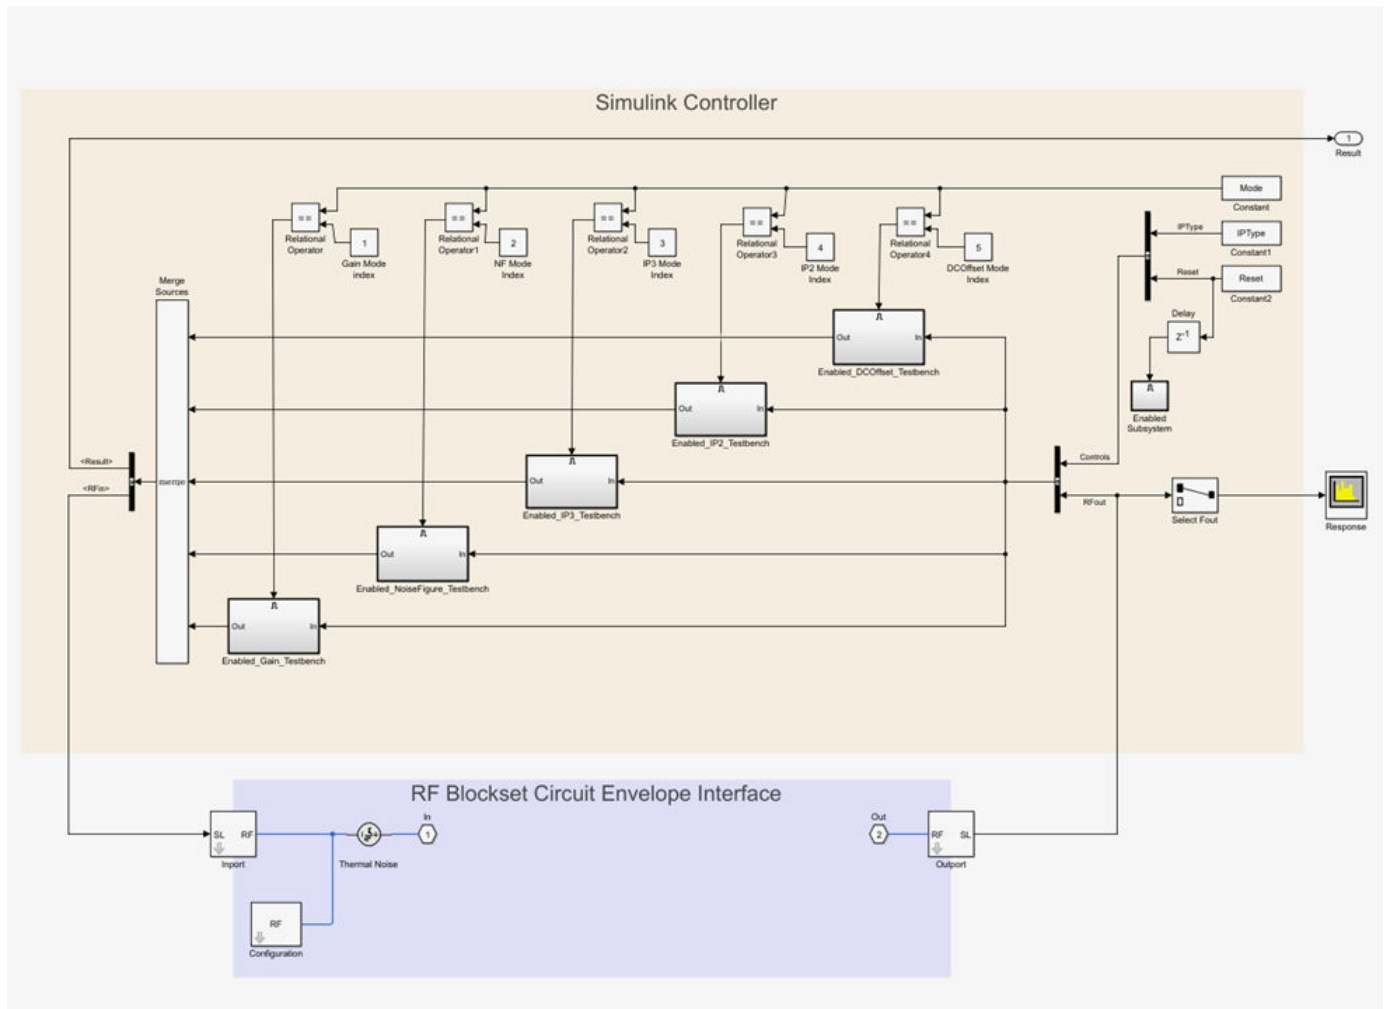 Simulink Controller
1
Result
Mode
Constant
==
Relational
Operator
1
Gain Mode
index
==
Relational
Operator1
2
NF Mode
Index
==
Relational
Operator2
3
IP3 Mode
Index
==
Relational
Operator3
4
IP2 Mode
Index
==
Relational
Operator4
5
DCOffset Mode
Index
IPType
IPType
Constant1
Reset
Reset
Constant2
Delay
Z-1
Enabled
Subsystem
Merge
Sources
merge
Out
In
Enabled_DCOffset_Testbench
Out
In
Enabled_IP2_Testbench
Out
In
Enabled_IP3_Testbench
Out
In
Enabled_NoiseFigure_Testbench
Out
In
Enabled_Gain_Testbench
<Result>
<RFin>
Controls
RFout
Select Fout
Response
RF Blockset Circuit Envelope Interface
SL
RF
Inport
Thermal Noise
In
1
Out
2
RF
SL
Outport
RF
Configuration